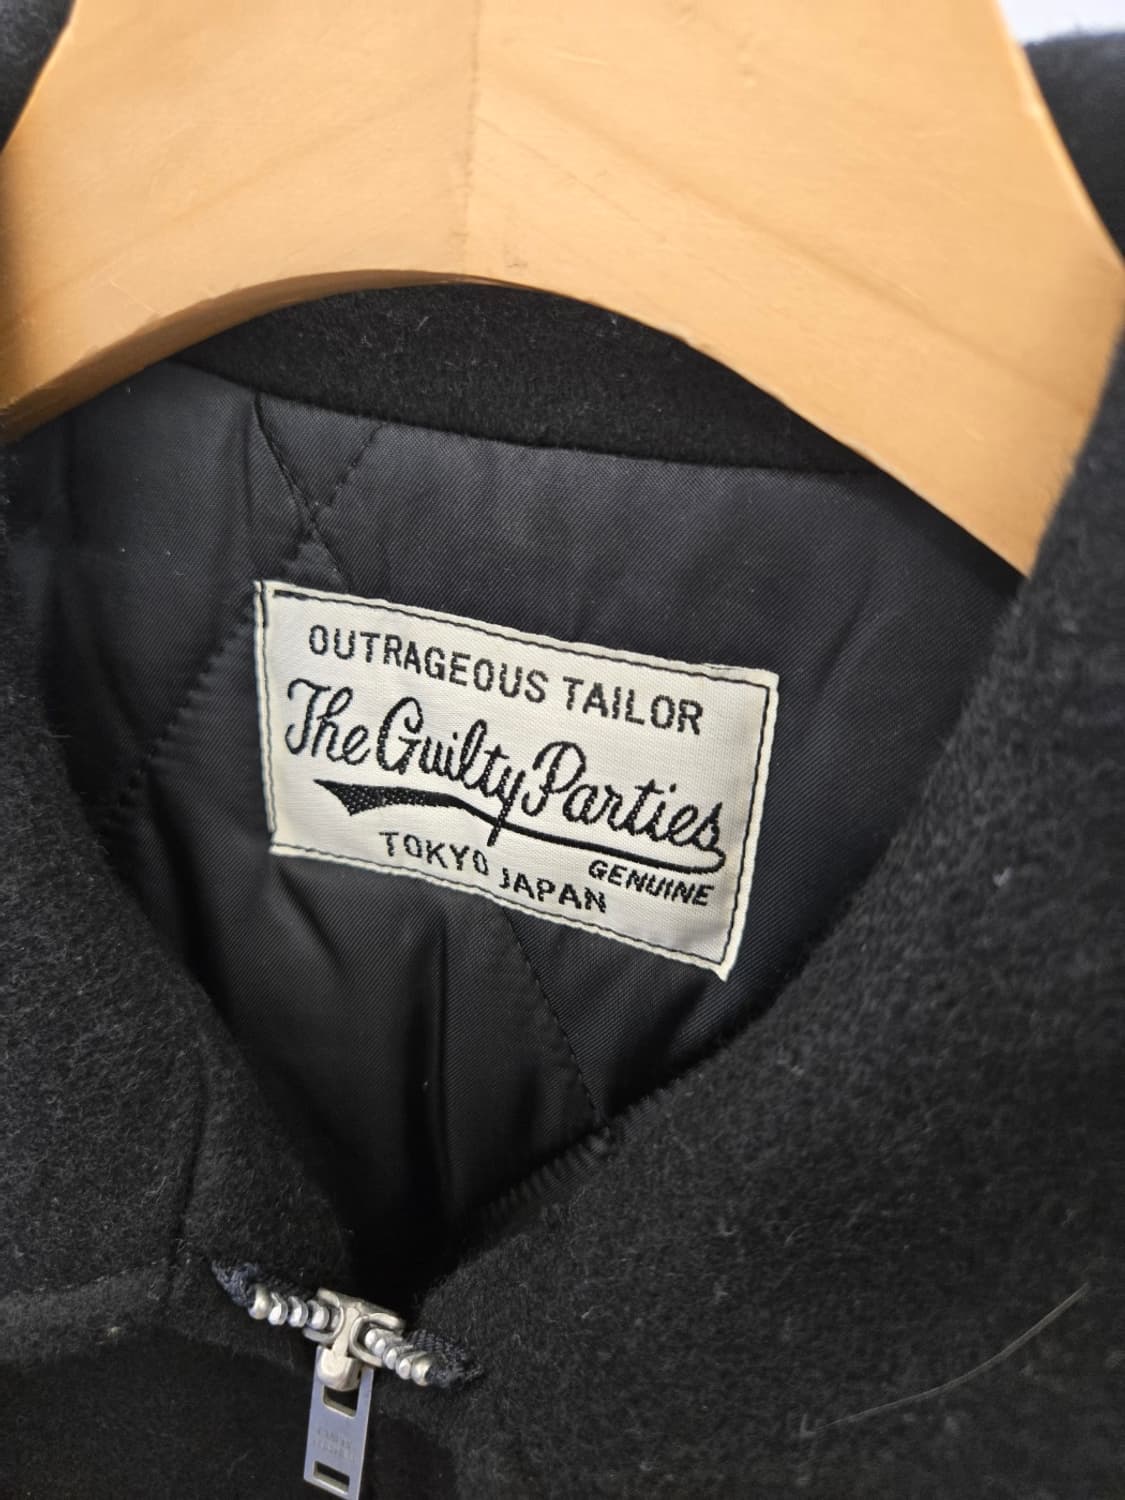 OUTRAGEOUS TAILOR
The Guilty Parties
GENUINE
TOKYO JAPAN